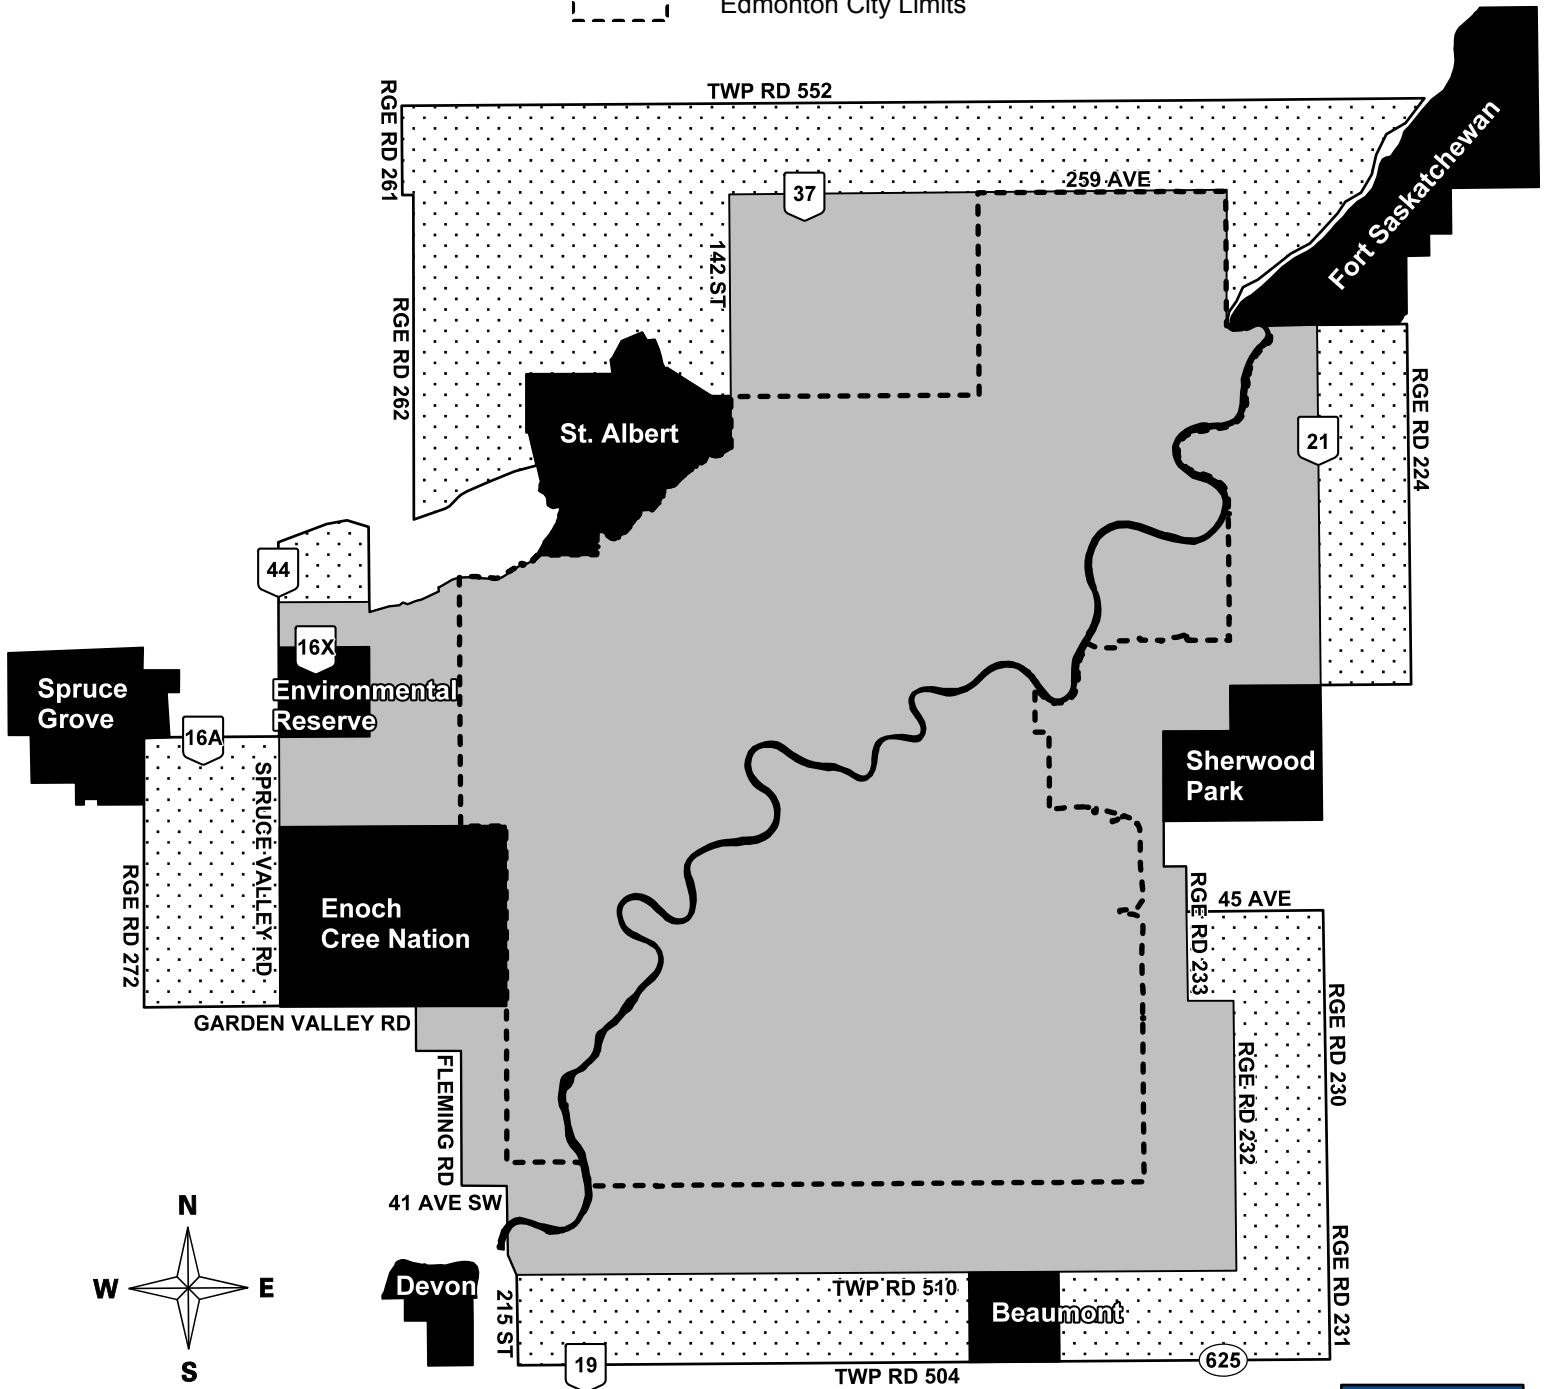 Edmonton City Limits
TWP RD 552
RGE RD 261
259 AVE
37
Fort Saskatchewan
142 ST
RGE RD 262
RGE RD 224
St. Albert
21
44
16X
Spruce
Grove
Environmental
Reserve
16A
Sherwood
Park
SPRUCE VALLEY RD
RGE RD 272
Enoch
Cree Nation
RGE RD 233
45 AVE
GARDEN VALLEY RD
RGE RD 230
RGE RD 232
FLEMING RD
41 AVE SW
N
W
E
S
Devon
215 ST
TWP RD 510
Beaumont
RGE RD 231
19
625
TWP RD 504